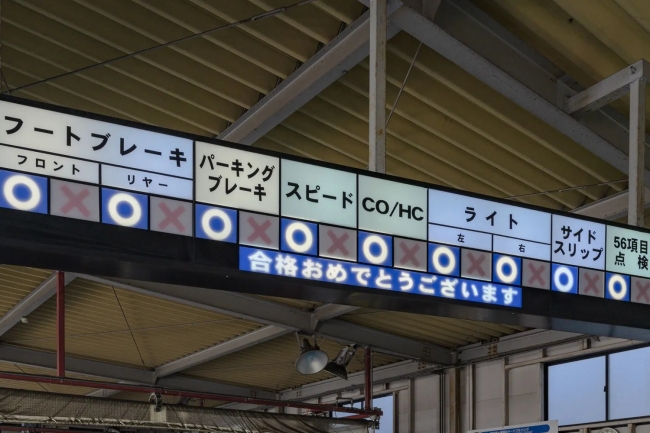 フートブレーキ
フロント
リヤー
パーキング
ブレーキ
スピード
CO/HC
ライト
左
右
サイド
スリップ
56項目
点検
合格おめでとうございます